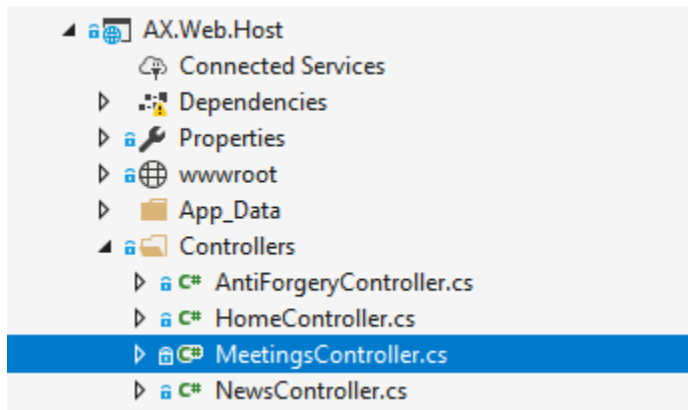 AX.Web.Host
Connected Services
Dependencies
Properties
wwwroot
App_Data
Controllers
C# AntiForgeryController.cs
C# HomeController.cs
C# MeetingsController.cs
C# NewsController.cs